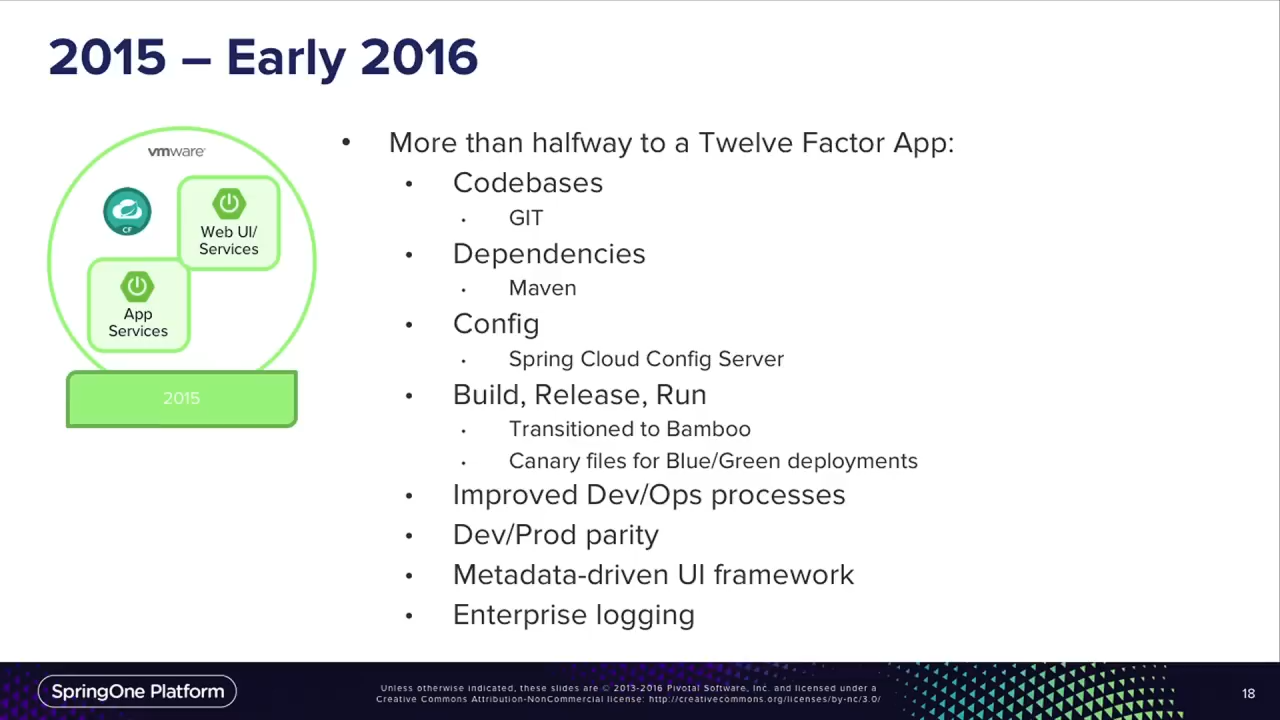 2015 – Early 2016
vmware
CF
Web UI/
Services
App
Services
2015
• More than halfway to a Twelve Factor App:
• Codebases
• GIT
• Dependencies
• Maven
• Config
• Spring Cloud Config Server
• Build, Release, Run
• Transitioned to Bamboo
• Canary files for Blue/Green deployments
• Improved Dev/Ops processes
• Dev/Prod parity
• Metadata-driven UI framework
• Enterprise logging
SpringOne Platform
Unless otherwise indicated, these slides are © 2013-2016 Pivotal Software, Inc. and licensed under a
Creative Commons Attribution-NonCommercial license: http://creativecommons.org/licenses/by-nc/3.0/
18